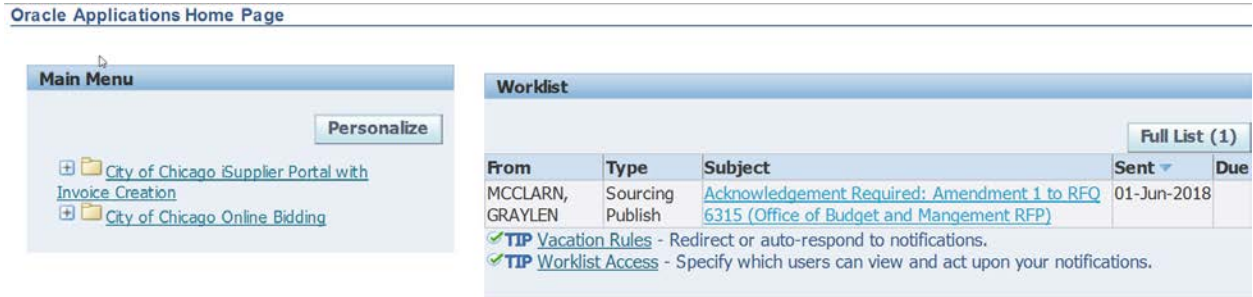 Oracle Applications Home Page
Main Menu
Personalize
City of Chicago iSupplier Portal with
Invoice Creation
City of Chicago Online Bidding
Worklist
Full List (1)
From Type Subject Sent Due
MCCLARN, Sourcing Acknowledgement Required: Amendment 1 to RFQ 01-Jun-2018
GRAYLEN Publish 6315 (Office of Budget and Mangement RFP)
TIP Vacation Rules - Redirect or auto-respond to notifications.
TIP Worklist Access - Specify which users can view and act upon your notifications.